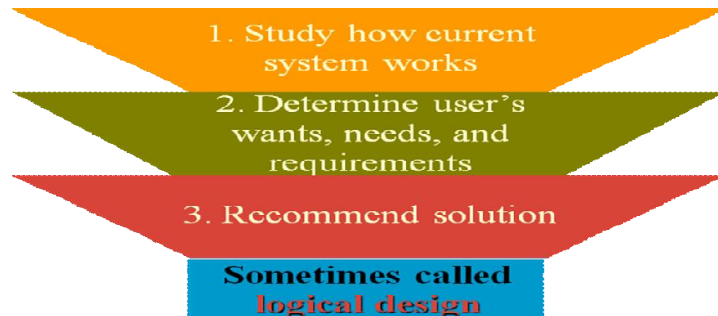 1. Study how current
system works
2. Determine user's
wants, needs, and
requirements
3. Recommend solution
Sometimes called
logical design